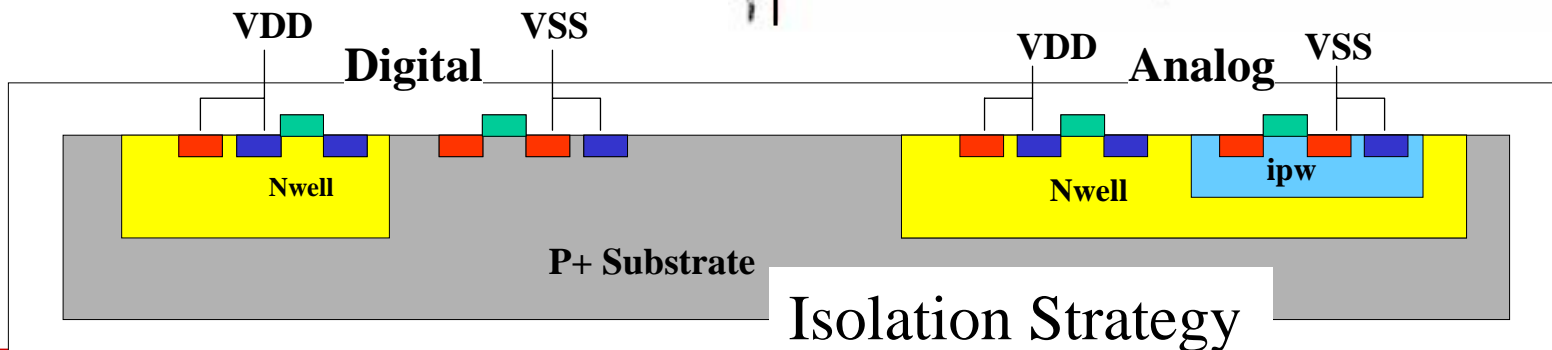 VDD VSS
Digital
VDD VSS
Analog
Nwell
Nwell
ipw
P+ Substrate
Isolation Strategy